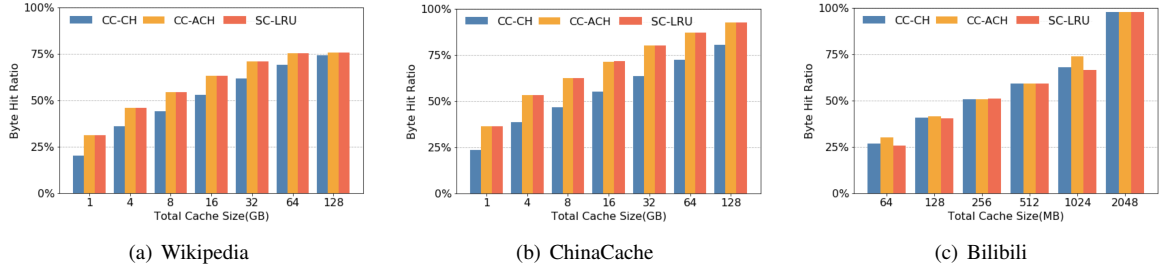 CC-CH CC-ACH SC-LRU
100%
75%
50%
25%
0%
Byte Hit Ratio
1 4 8 16 32 64 128
Total Cache Size(GB)
(a) Wikipedia
CC-CH CC-ACH SC-LRU
100%
75%
50%
25%
0%
Byte Hit Ratio
1 4 8 16 32 64 128
Total Cache Size(GB)
(b) ChinaCache
CC-CH CC-ACH SC-LRU
100%
75%
50%
25%
0%
Byte Hit Ratio
64 128 256 512 1024 2048
Total Cache Size(MB)
(c) Bilibili